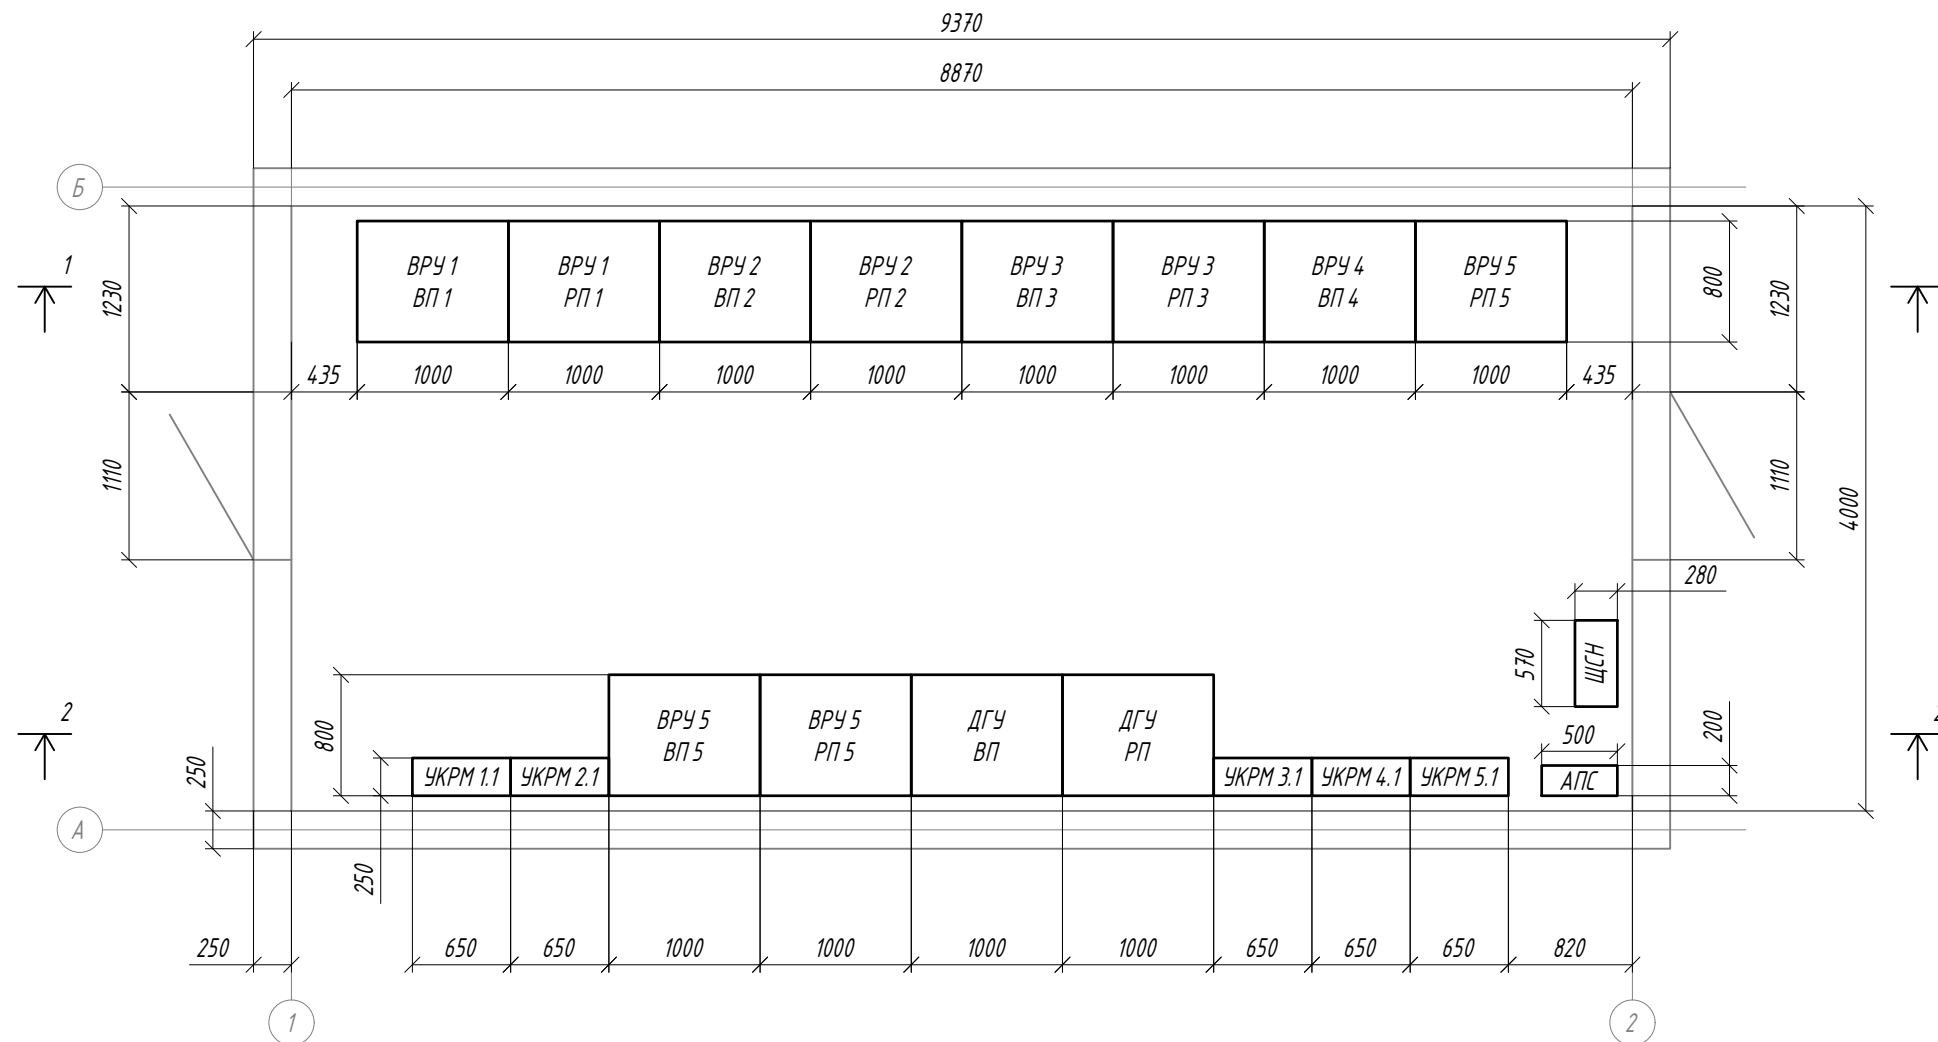 9370
8870
Б
1
ВРУ 1
ВП 1
ВРУ 1
РП 1
ВРУ 2
ВП 2
ВРУ 2
РП 2
ВРУ 3
ВП 3
ВРУ 3
РП 3
ВРУ 4
ВП 4
ВРУ 5
РП 5
1230
800
1230
435
1000
1000
1000
1000
1000
1000
1000
1000
435
1110
1110
4000
280
570
ЩСН
2
800
ВРУ 5
ВП 5
ВРУ 5
РП 5
ДГУ
ВП
ДГУ
РП
500
200
2
250
УКРМ 1.1
УКРМ 2.1
УКРМ 3.1
УКРМ 4.1
УКРМ 5.1
АПС
А
250
250
650
650
1000
1000
1000
1000
650
650
650
820
1
2